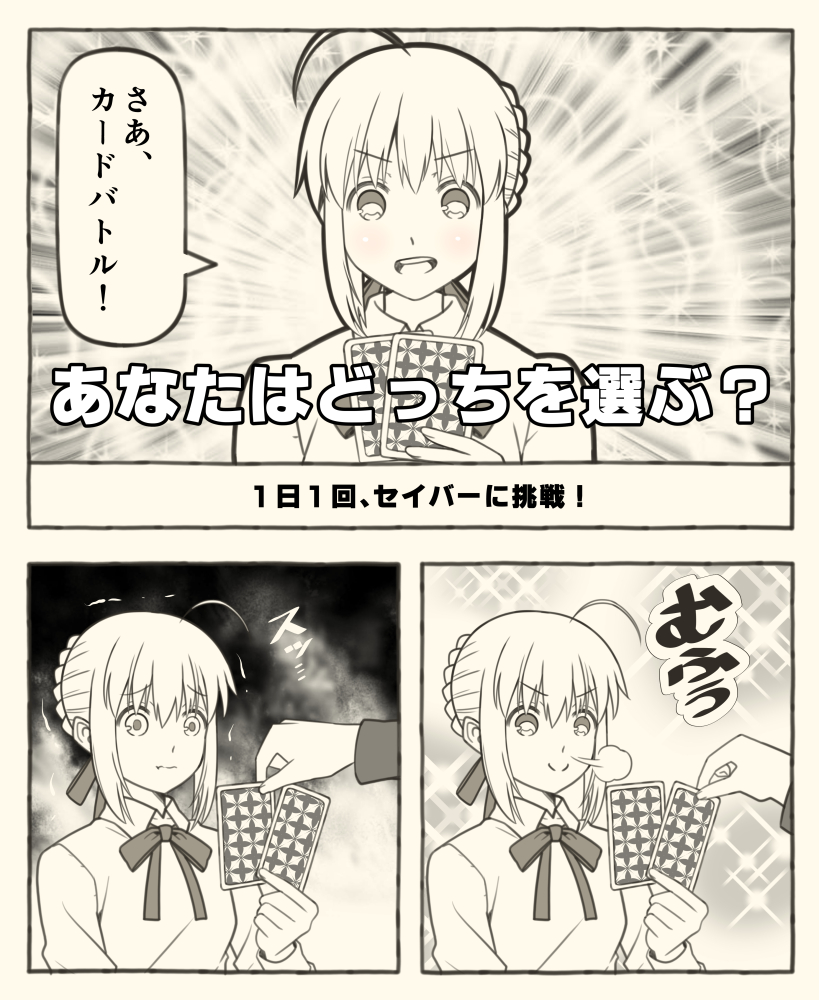 さあ、
カードバトル！
あなたはどっちを選ぶ？
1日1回、セイバーに挑戦！
スッ…
むふぅ